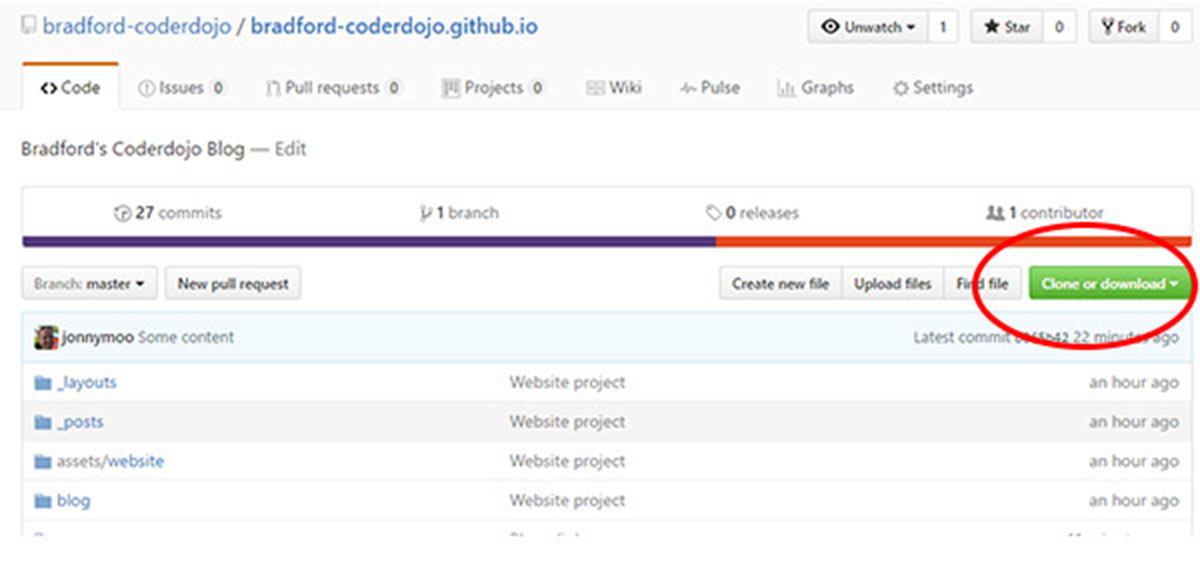 bradford-coderdojo / bradford-coderdojo.github.io Unwatch 1 Star 0 Fork 0
Code Issues 0 Pull requests 0 Projects 0 Wiki Pulse Graphs Settings
Bradford's Coderdojo Blog — Edit
27 commits 1 branch 0 releases 1 contributor
Branch: master New pull request Create new file Upload files Find file Clone or download
jonnymoo Some content Latest commit 22 minutes ago
_layouts Website project an hour ago
_posts Website project an hour ago
assets/website Website project an hour ago
blog Website project an hour ago